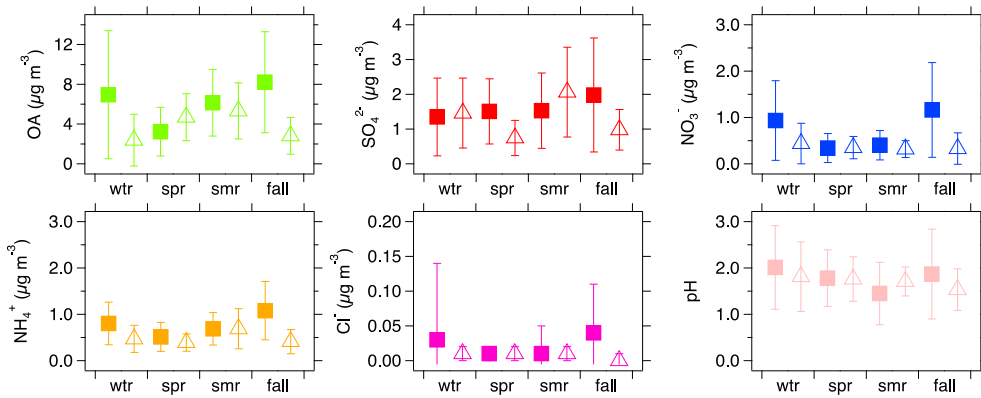 OA (µg m⁻³)
12
8
4
0
wtr spr smr fall
SO₄²⁻ (µg m⁻³)
4
3
2
1
0
wtr spr smr fall
NO₃⁻ (µg m⁻³)
3.0
2.0
1.0
0.0
wtr spr smr fall
NH₄⁺ (µg m⁻³)
3.0
2.0
1.0
0.0
wtr spr smr fall
Cl⁻ (µg m⁻³)
0.20
0.15
0.10
0.05
0.00
wtr spr smr fall
pH
3.0
2.0
1.0
0.0
wtr spr smr fall